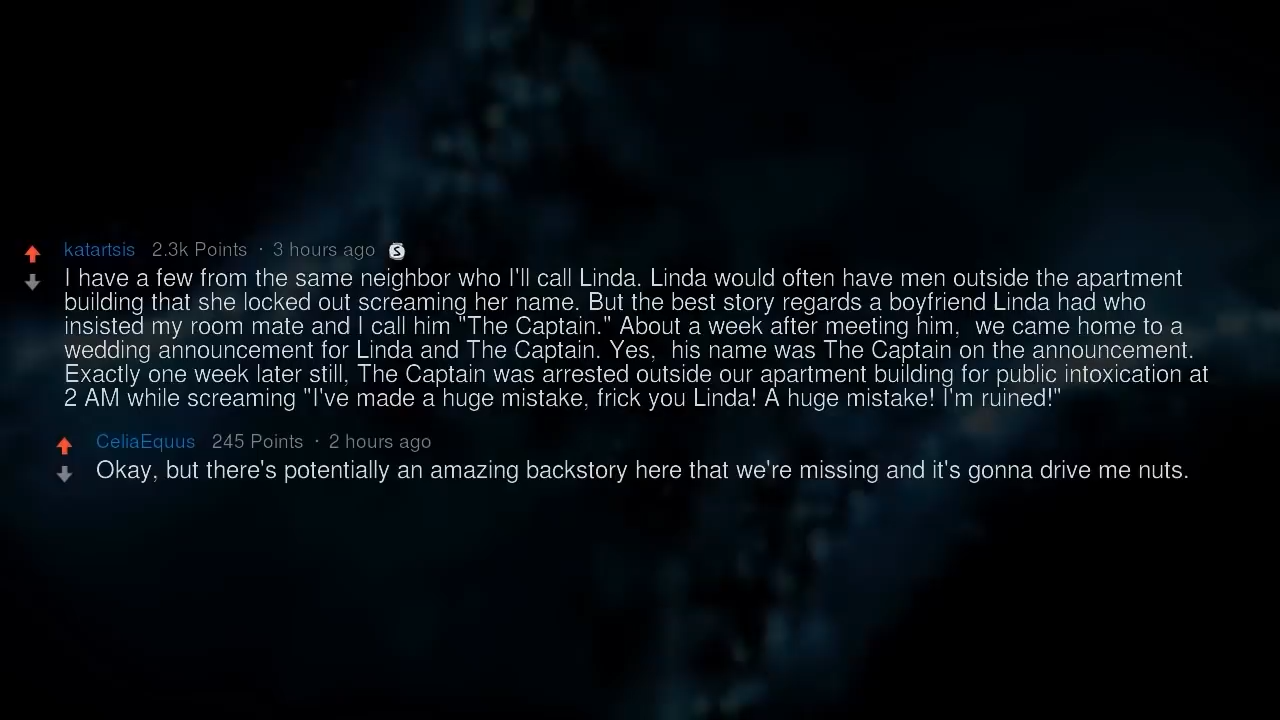 katartsis 2.3k Points · 3 hours ago S
I have a few from the same neighbor who I'll call Linda. Linda would often have men outside the apartment
building that she locked out screaming her name. But the best story regards a boyfriend Linda had who
insisted my room mate and I call him "The Captain." About a week after meeting him,  we came home to a
wedding announcement for Linda and The Captain. Yes,  his name was The Captain on the announcement.
Exactly one week later still, The Captain was arrested outside our apartment building for public intoxication at
2 AM while screaming "I've made a huge mistake, frick you Linda! A huge mistake! I'm ruined!"
CeliaEquus 245 Points · 2 hours ago
Okay, but there's potentially an amazing backstory here that we're missing and it's gonna drive me nuts.